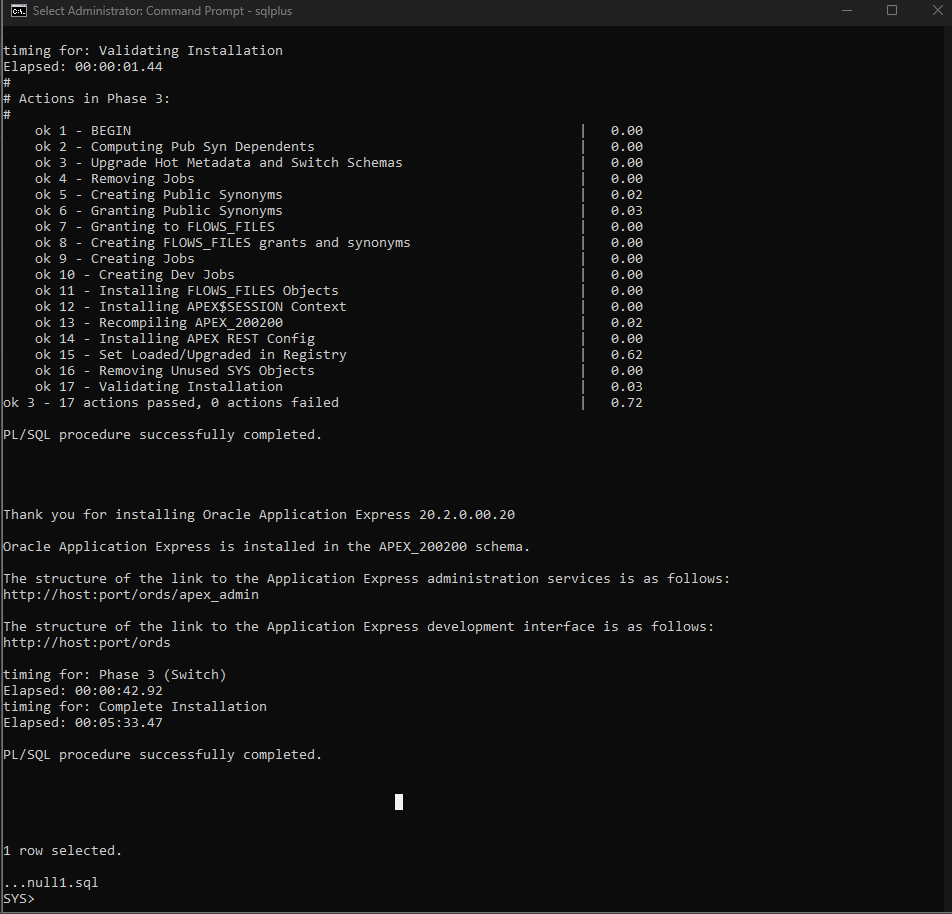 Select Administrator: Command Prompt - sqlplus
timing for: Validating Installation
Elapsed: 00:00:01.44
#
# Actions in Phase 3:
#
    ok 1 - BEGIN                                                        |   0.00
    ok 2 - Computing Pub Syn Dependents                                 |   0.00
    ok 3 - Upgrade Hot Metadata and Switch Schemas                      |   0.00
    ok 4 - Removing Jobs                                                |   0.00
    ok 5 - Creating Public Synonyms                                     |   0.02
    ok 6 - Granting Public Synonyms                                     |   0.03
    ok 7 - Granting to FLOWS_FILES                                      |   0.00
    ok 8 - Creating FLOWS_FILES grants and synonyms                     |   0.00
    ok 9 - Creating Jobs                                                |   0.00
    ok 10 - Creating Dev Jobs                                           |   0.00
    ok 11 - Installing FLOWS_FILES Objects                              |   0.00
    ok 12 - Installing APEX$SESSION Context                             |   0.00
    ok 13 - Recompiling APEX_200200                                     |   0.02
    ok 14 - Installing APEX REST Config                                 |   0.00
    ok 15 - Set Loaded/Upgraded in Registry                             |   0.62
    ok 16 - Removing Unused SYS Objects                                 |   0.00
    ok 17 - Validating Installation                                     |   0.03
ok 3 - 17 actions passed, 0 actions failed                              |   0.72
PL/SQL procedure successfully completed.
Thank you for installing Oracle Application Express 20.2.0.00.20
Oracle Application Express is installed in the APEX_200200 schema.
The structure of the link to the Application Express administration services is as follows:
http://host:port/ords/apex_admin
The structure of the link to the Application Express development interface is as follows:
http://host:port/ords
timing for: Phase 3 (Switch)
Elapsed: 00:00:42.92
timing for: Complete Installation
Elapsed: 00:05:33.47
PL/SQL procedure successfully completed.
1 row selected.
...null1.sql
SYS>